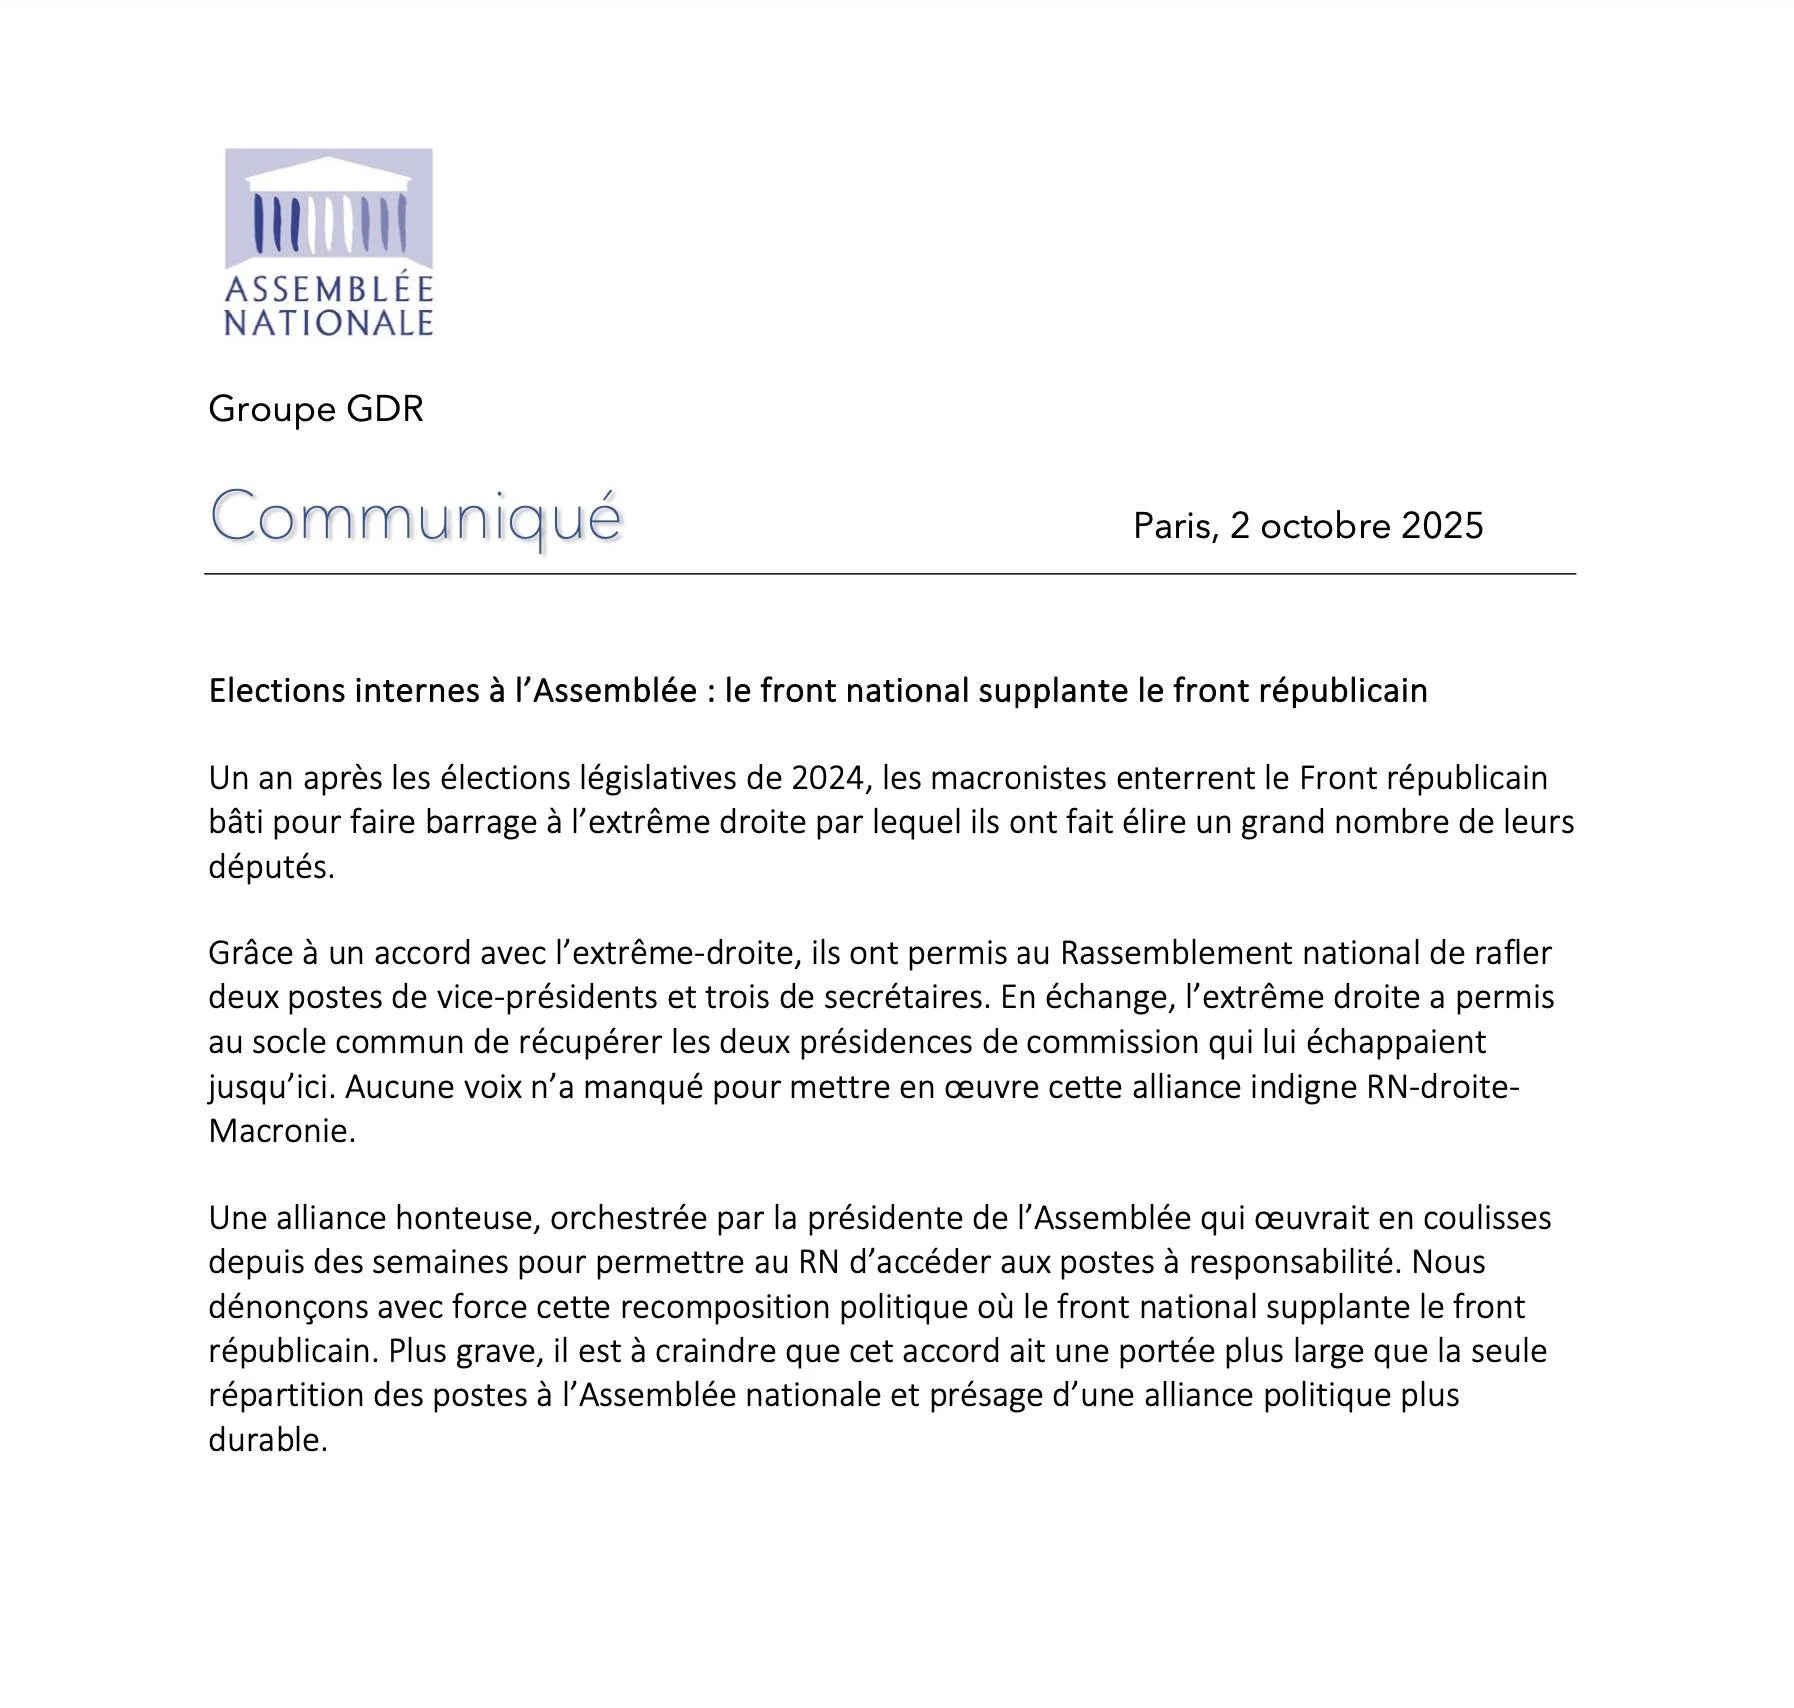 ASSEMBLÉE
NATIONALE
Groupe GDR
Communiqué
Paris, 2 octobre 2025
Elections internes à l’Assemblée : le front national supplante le front républicain
Un an après les élections législatives de 2024, les macronistes enterrent le Front républicain
bâti pour faire barrage à l’extrême droite par lequel ils ont fait élire un grand nombre de leurs
députés.
Grâce à un accord avec l’extrême-droite, ils ont permis au Rassemblement national de rafler
deux postes de vice-présidents et trois de secrétaires. En échange, l’extrême droite a permis
au socle commun de récupérer les deux présidences de commission qui lui échappaient
jusqu’ici. Aucune voix n’a manqué pour mettre en œuvre cette alliance indigne RN-droite-
Macronie.
Une alliance honteuse, orchestrée par la présidente de l’Assemblée qui œuvrait en coulisses
depuis des semaines pour permettre au RN d’accéder aux postes à responsabilité. Nous
dénonçons avec force cette recomposition politique où le front national supplante le front
républicain. Plus grave, il est à craindre que cet accord ait une portée plus large que la seule
répartition des postes à l’Assemblée nationale et présage d’une alliance politique plus
durable.